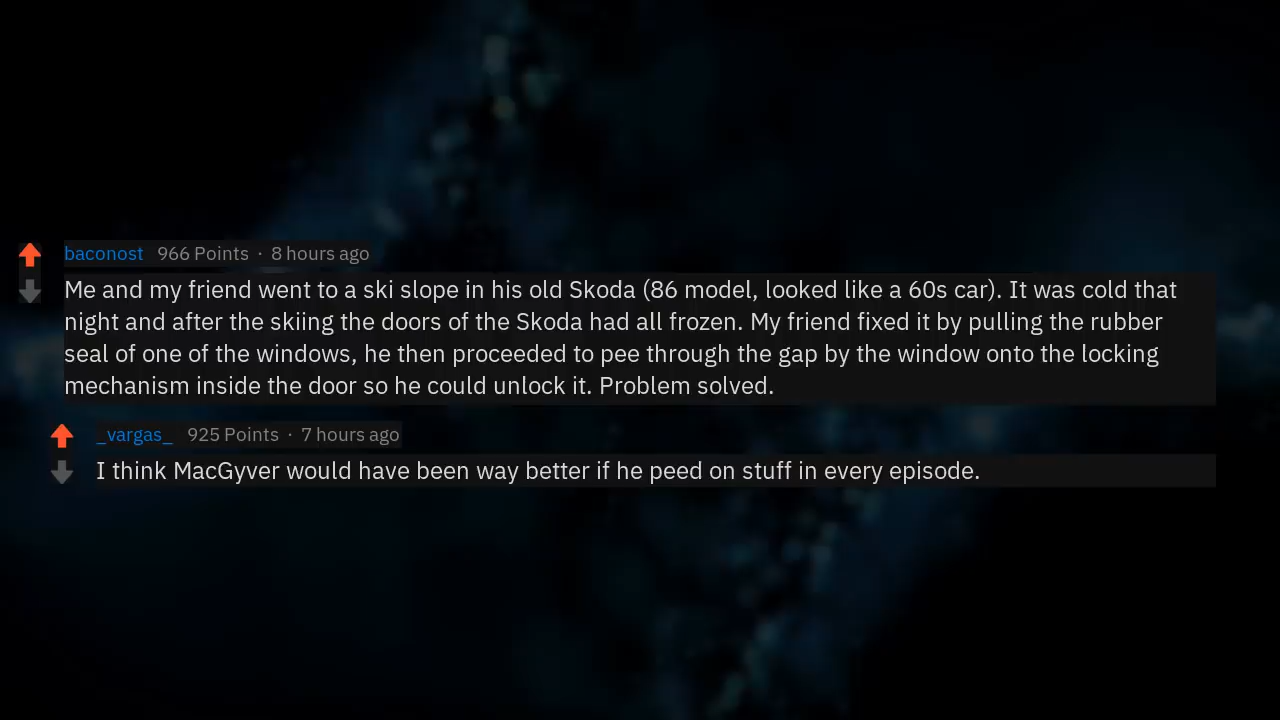 baconost 966 Points · 8 hours ago
Me and my friend went to a ski slope in his old Skoda (86 model, looked like a 60s car). It was cold that
night and after the skiing the doors of the Skoda had all frozen. My friend fixed it by pulling the rubber
seal of one of the windows, he then proceeded to pee through the gap by the window onto the locking
mechanism inside the door so he could unlock it. Problem solved.
_vargas_ 925 Points · 7 hours ago
I think MacGyver would have been way better if he peed on stuff in every episode.